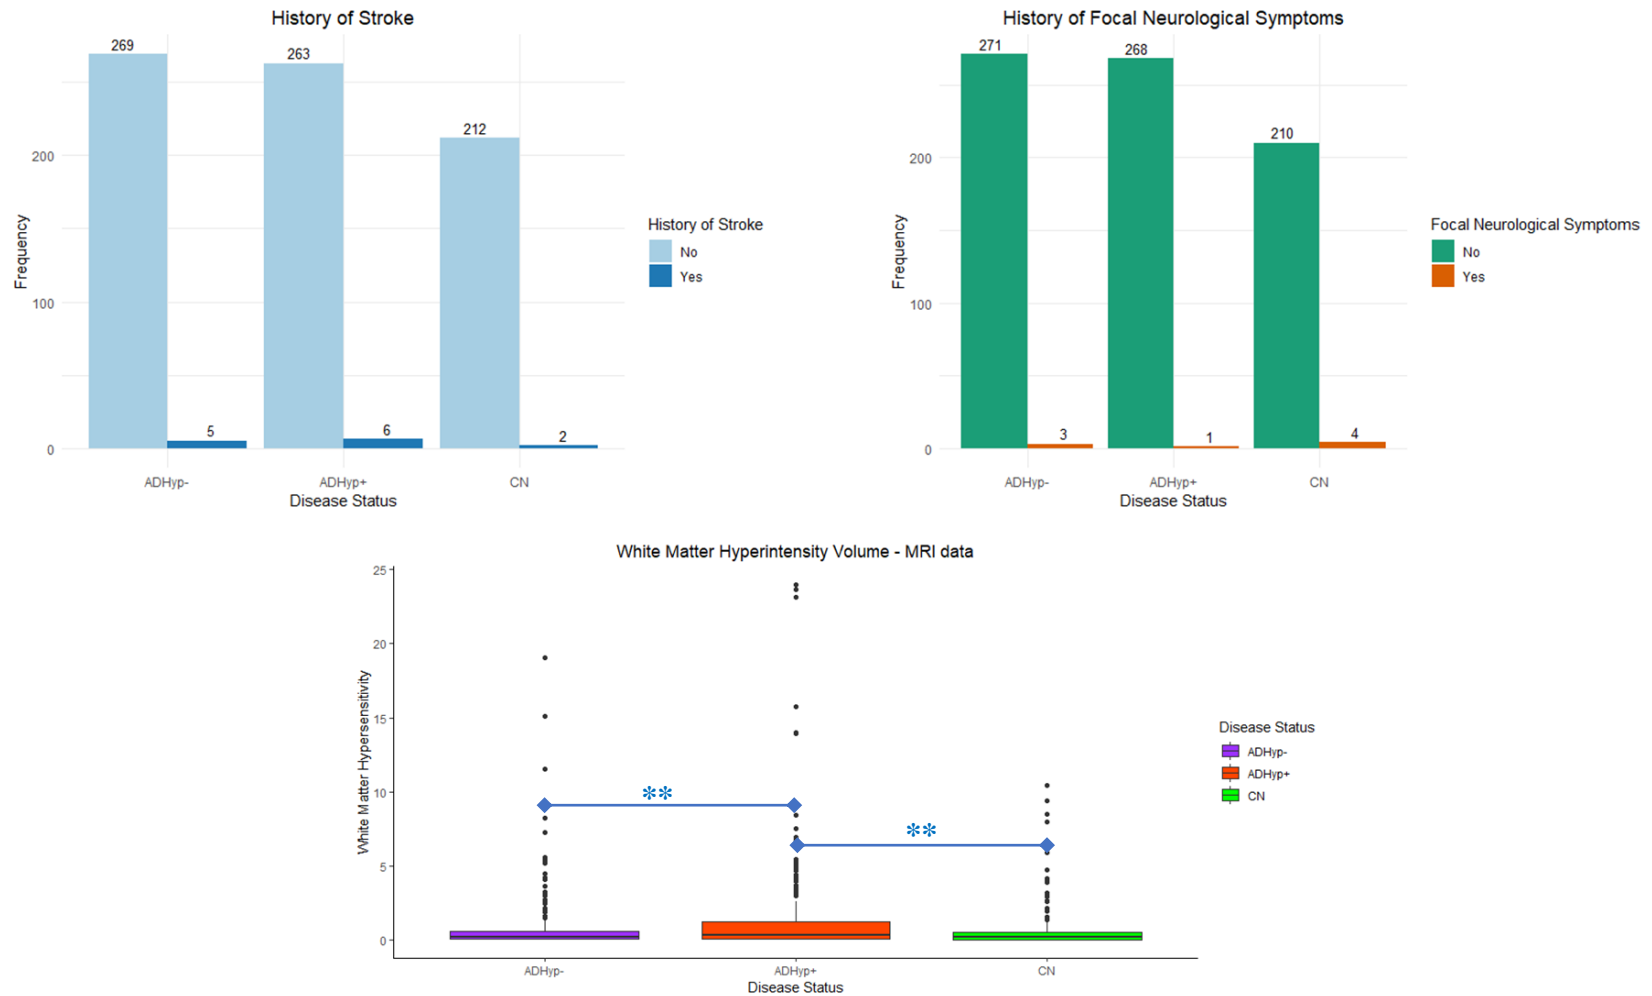 History of Stroke
269
263
212
200
100
0
5
6
2
Frequency
ADHyp-
ADHyp+
CN
Disease Status
History of Stroke
No
Yes
History of Focal Neurological Symptoms
271
268
210
200
100
0
3
1
4
Frequency
ADHyp-
ADHyp+
CN
Disease Status
Focal Neurological Symptoms
No
Yes
White Matter Hyperintensity Volume - MRI data
25
20
15
10
5
0
White Matter Hypersensitivity
**
**
ADHyp-
ADHyp+
CN
Disease Status
Disease Status
ADHyp-
ADHyp+
CN